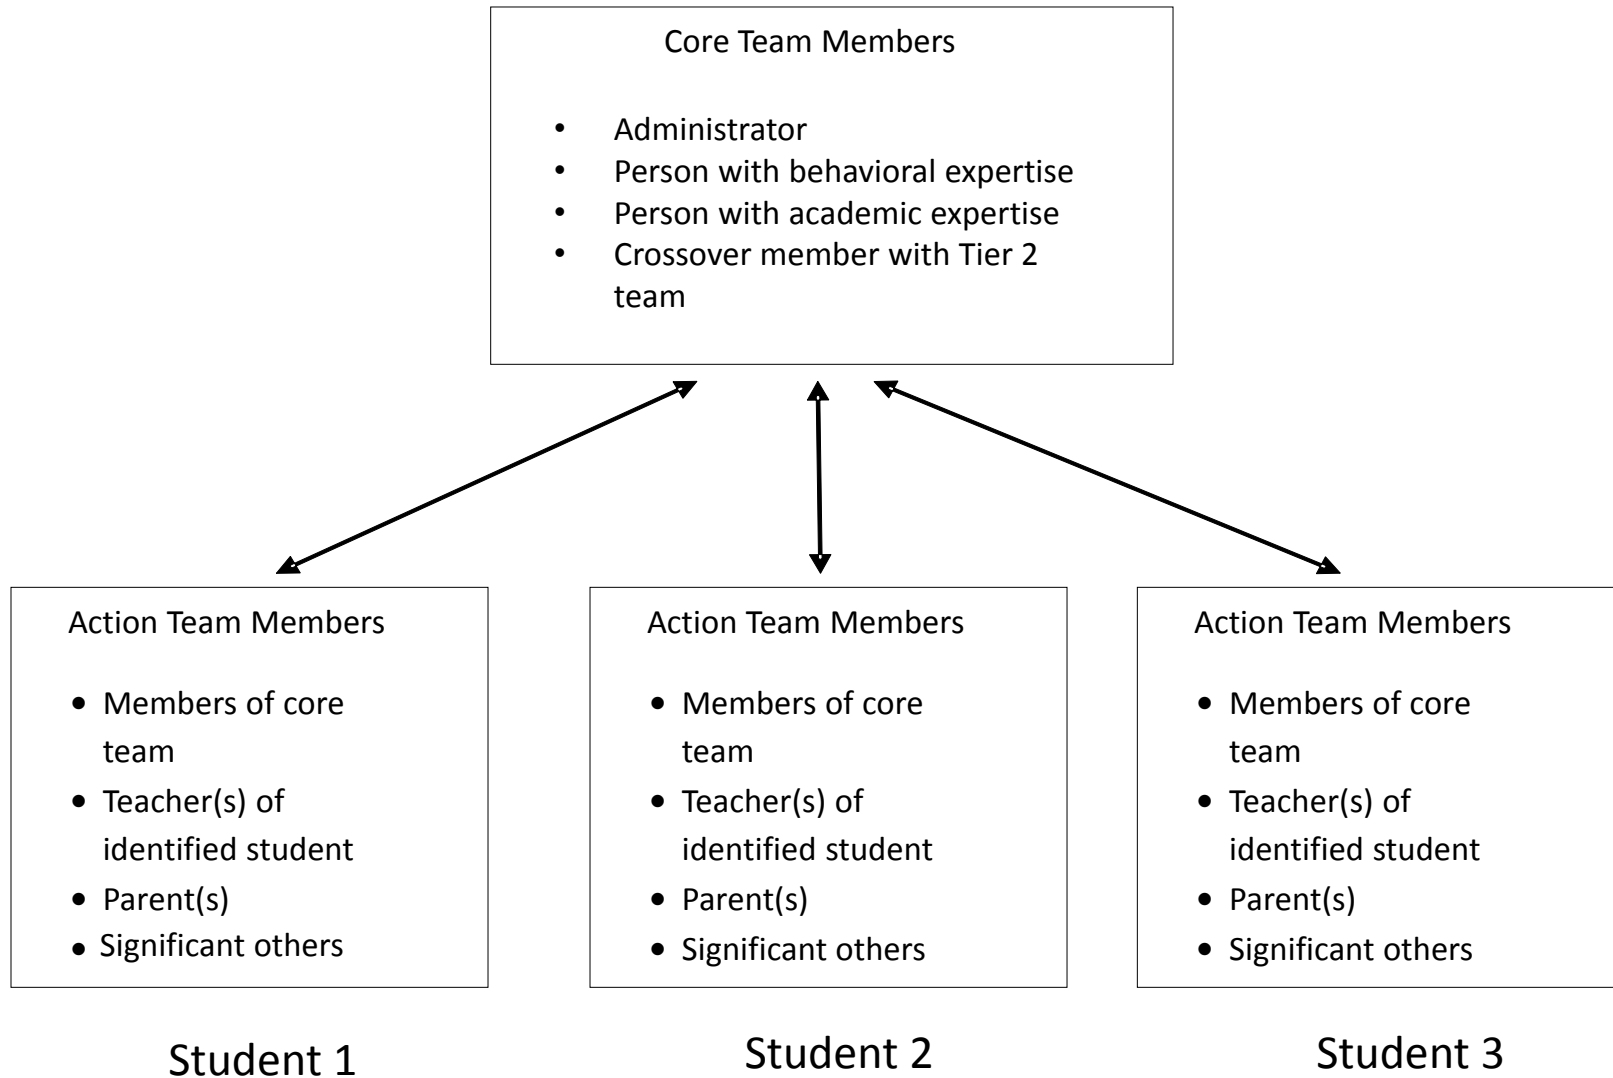 Core Team Members
• Administrator
• Person with behavioral expertise
• Person with academic expertise
• Crossover member with Tier 2
team
Action Team Members
• Members of core
team
• Teacher(s) of
identified student
• Parent(s)
• Significant others
Student 1
Action Team Members
• Members of core
team
• Teacher(s) of
identified student
• Parent(s)
• Significant others
Student 2
Action Team Members
• Members of core
team
• Teacher(s) of
identified student
• Parent(s)
• Significant others
Student 3